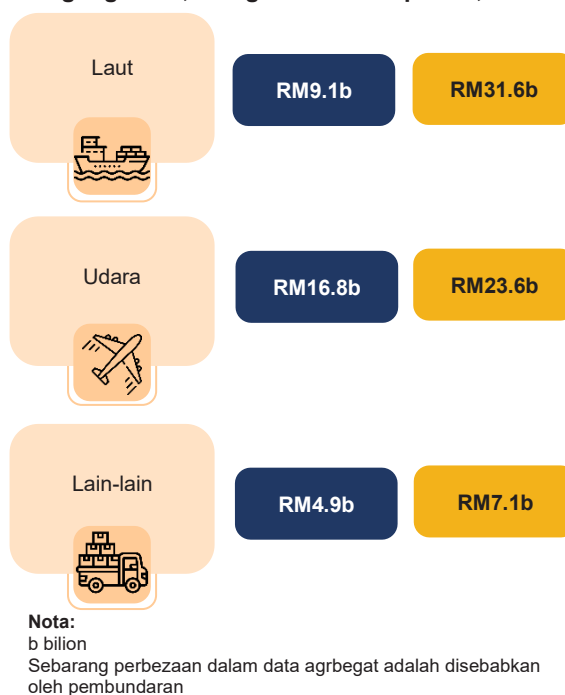 Laut
RM9.1b
RM31.6b
Udara
RM16.8b
RM23.6b
Lain-lain
RM4.9b
RM7.1b
Nota:
b bilion
Sebarang perbezaan dalam data agrbegat adalah disebabkan
oleh pembundaran